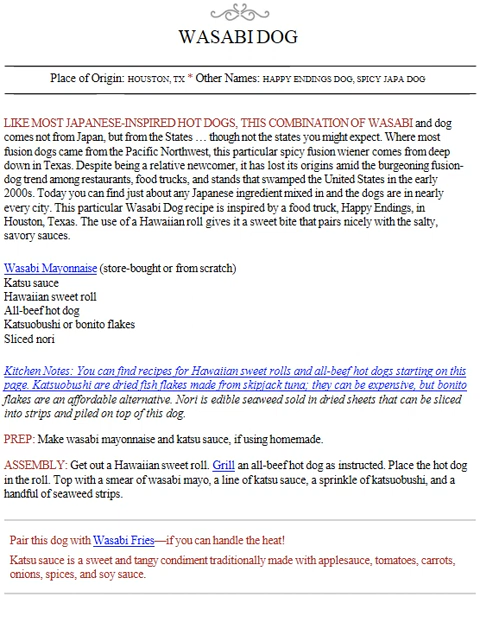 WASABI DOG
Place of Origin: HOUSTON, TX * Other Names: HAPPY ENDINGS DOG, SPICY JAPA DOG
LIKE MOST JAPANESE-INSPIRED HOT DOGS, THIS COMBINATION OF WASABI and dog
comes not from Japan, but from the States … though not the states you might expect. Where most
fusion dogs came from the Pacific Northwest, this particular spicy fusion wiener comes from deep
down in Texas. Despite being a relative newcomer, it has lost its origins amid the burgeoning fusion-
dog trend among restaurants, food trucks, and stands that swamped the United States in the early
2000s. Today you can find just about any Japanese ingredient mixed in and the dogs are in nearly
every city. This particular Wasabi Dog recipe is inspired by a food truck, Happy Endings, in
Houston, Texas. The use of a Hawaiian roll gives it a sweet bite that pairs nicely with the salty,
savory sauces.
Wasabi Mayonnaise (store-bought or from scratch)
Katsu sauce
Hawaiian sweet roll
All-beef hot dog
Katsuobushi or bonito flakes
Sliced nori
Kitchen Notes: You can find recipes for Hawaiian sweet rolls and all-beef hot dogs starting on this
page. Katsuobushi are dried fish flakes made from skipjack tuna; they can be expensive, but bonito
flakes are an affordable alternative. Nori is edible seaweed sold in dried sheets that can be sliced
into strips and piled on top of this dog.
PREP: Make wasabi mayonnaise and katsu sauce, if using homemade.
ASSEMBLY: Get out a Hawaiian sweet roll. Grill an all-beef hot dog as instructed. Place the hot dog
in the roll. Top with a smear of wasabi mayo, a line of katsu sauce, a sprinkle of katsuobushi, and a
handful of seaweed strips.
Pair this dog with Wasabi Fries—if you can handle the heat!
Katsu sauce is a sweet and tangy condiment traditionally made with applesauce, tomatoes, carrots,
onions, spices, and soy sauce.